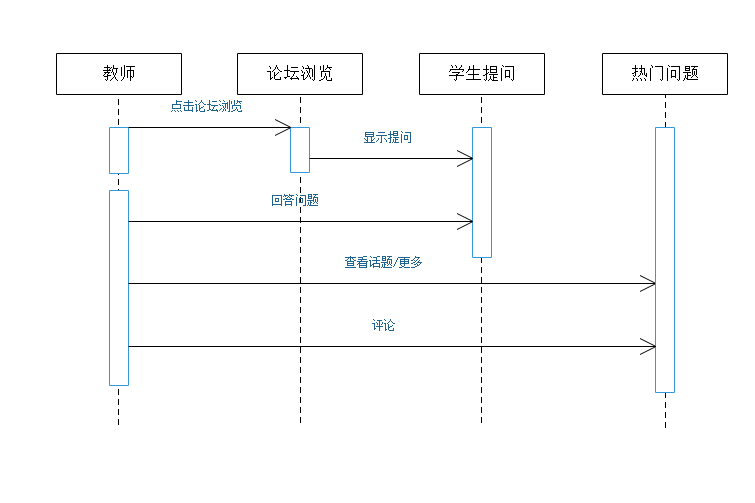 教师
论坛浏览
学生提问
热门问题
点击论坛浏览
显示提问
回答问题
查看话题/更多
评论